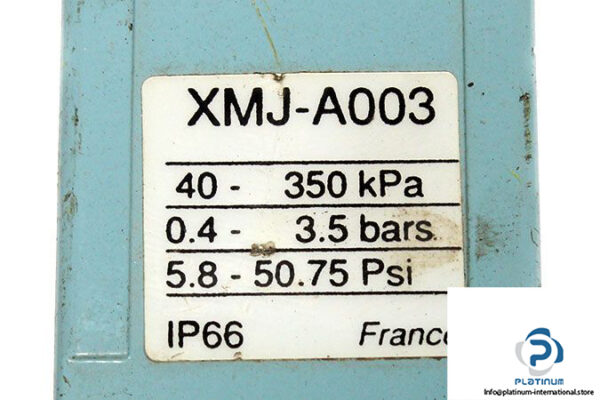 XMJ-A003
40 - 350 kPa
0.4 - 3.5 bars
5.8 - 50.75 Psi
IP66 France
PLATINUM
info@platinum-international.store